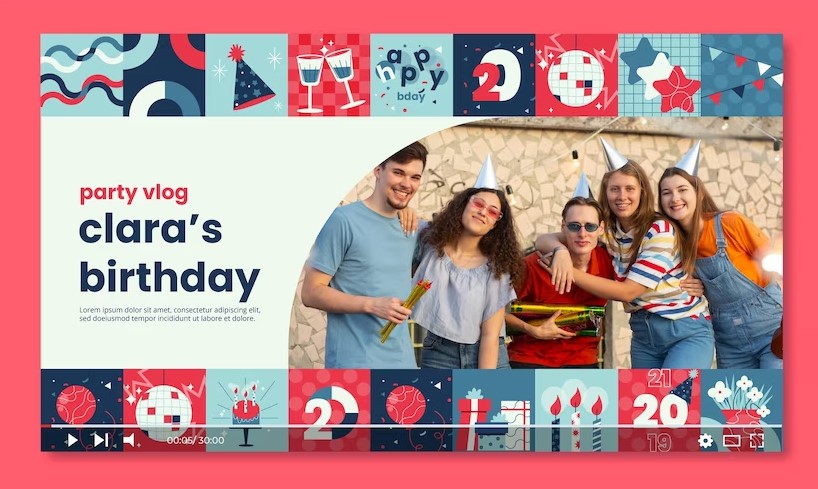 happy
bday
20
party vlog
clara's
birthday
Lorem ipsum dolor sit amet, consectetur adipiscing elit,
sed doeiusmod tempor incididunt ut labore et dolore.
2
21
20
19
00:05/ 30:00